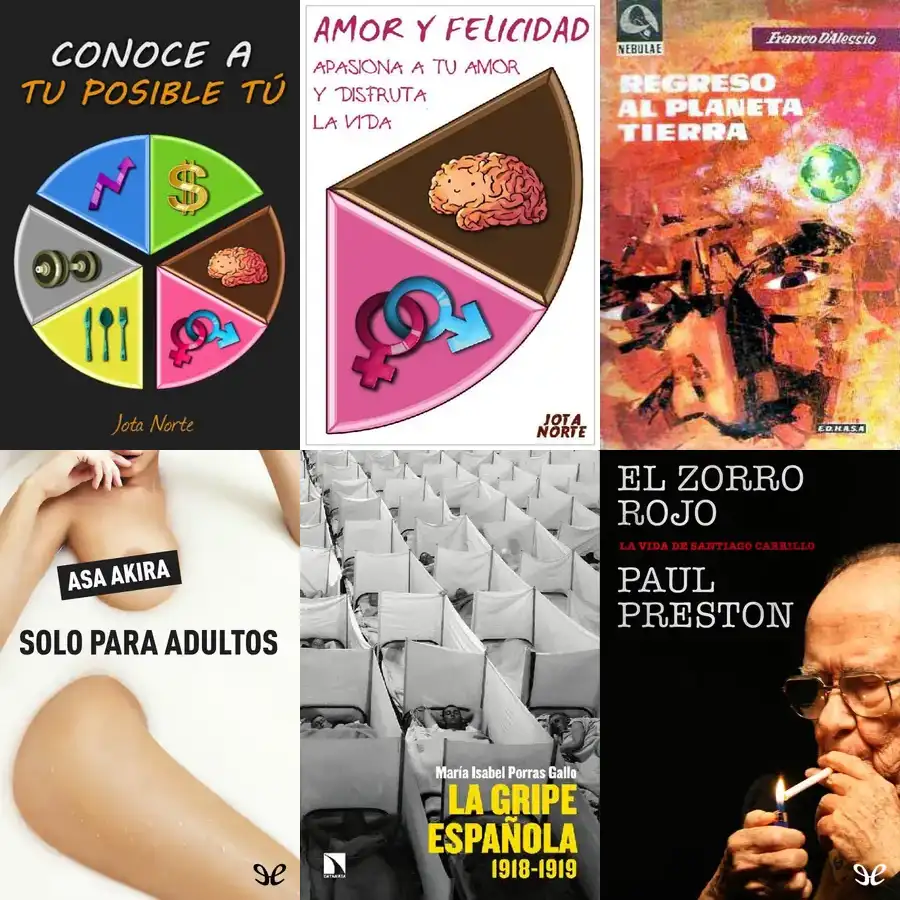 CONOCE A
TU POSIBLE TÚ
Jota Norte
AMOR Y FELICIDAD
APASIONA A TU AMOR
Y DISFRUTA
LA VIDA
JOTA
NORTE
NEBULAE
Franco D'Alessio
REGRESO
AL PLANETA
TIERRA
E.D.H.A.S.A.
ASA AKIRA
SOLO PARA ADULTOS
María Isabel Porras Gallo
LA GRIPE
ESPAÑOLA
1918-1919
CATARATA
EL ZORRO
ROJO
LA VIDA DE SANTIAGO CARRILLO
PAUL
PRESTON